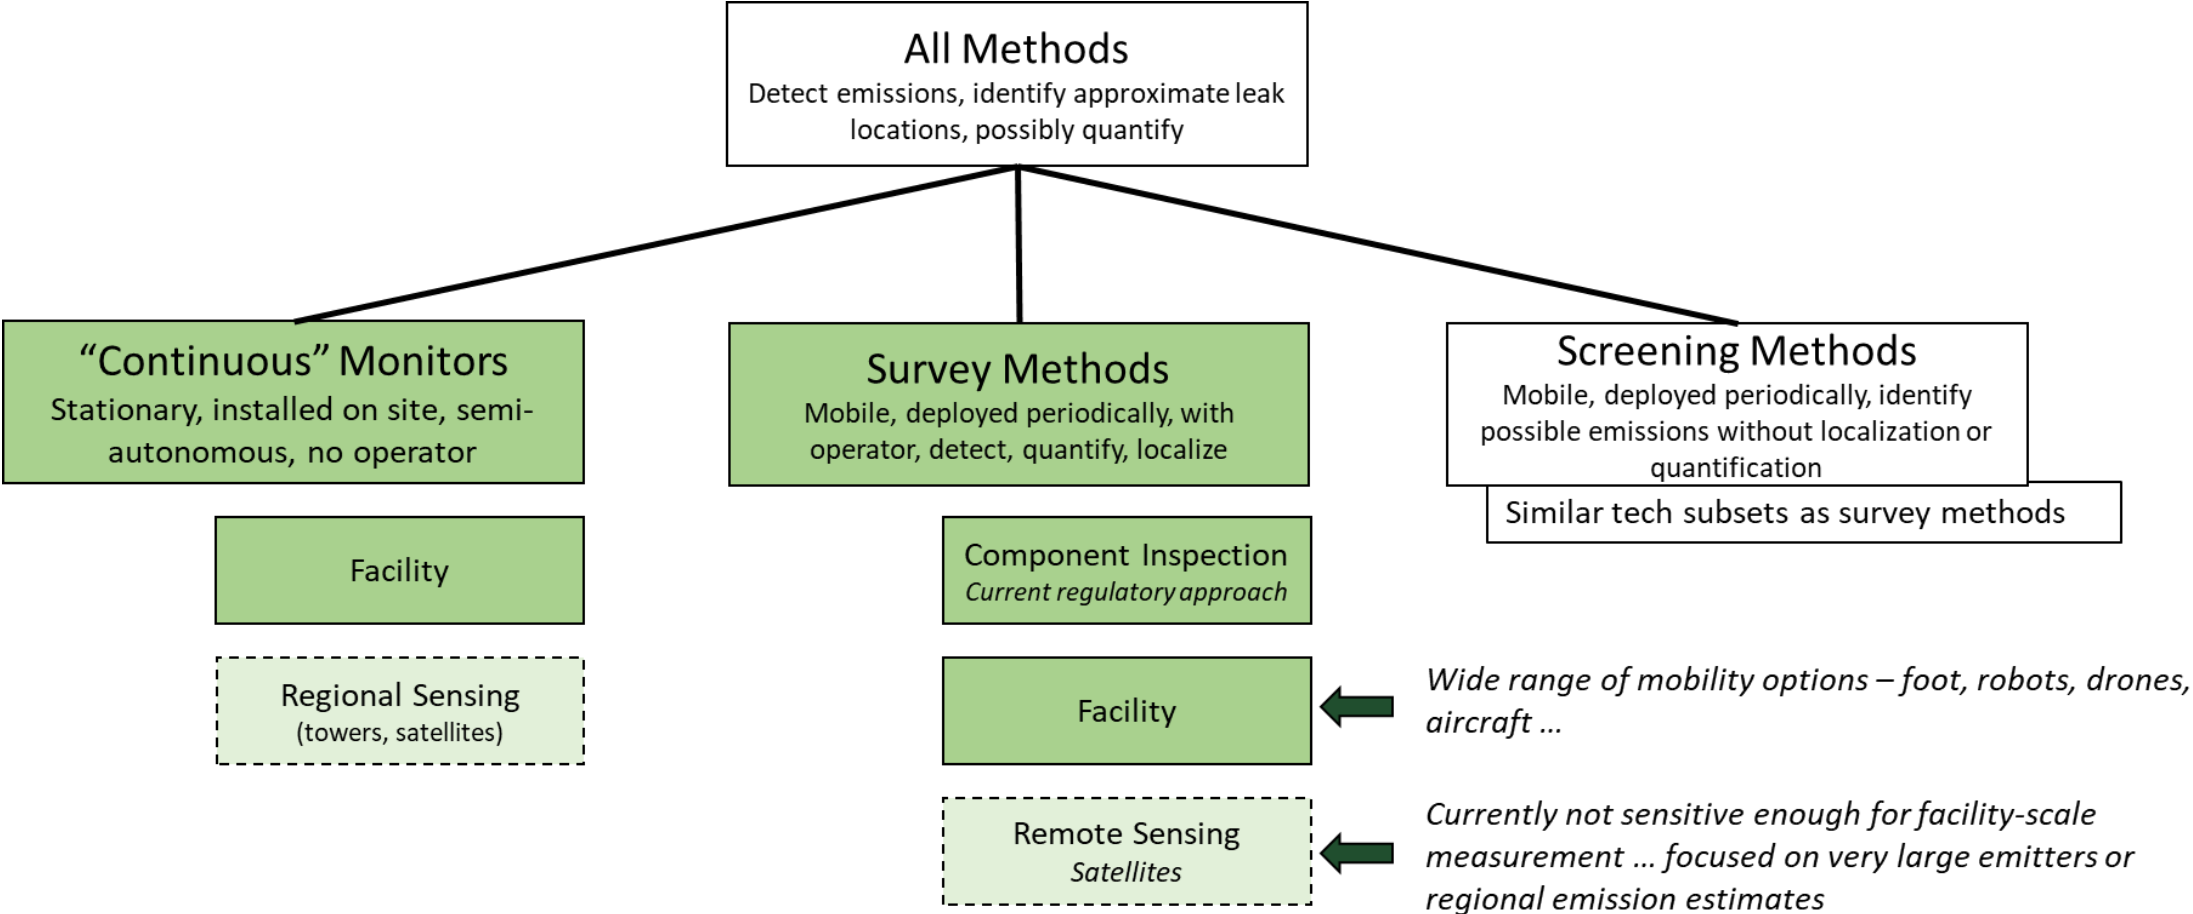 All Methods
Detect emissions, identify approximate leak
locations, possibly quantify
“Continuous” Monitors
Stationary, installed on site, semi-
autonomous, no operator
Survey Methods
Mobile, deployed periodically, with
operator, detect, quantify, localize
Screening Methods
Mobile, deployed periodically, identify
possible emissions without localization or
quantification
Similar tech subsets as survey methods
Facility
Regional Sensing
(towers, satellites)
Component Inspection
Current regulatory approach
Facility
Wide range of mobility options – foot, robots, drones,
aircraft ...
Remote Sensing
Satellites
Currently not sensitive enough for facility-scale
measurement ... focused on very large emitters or
regional emission estimates